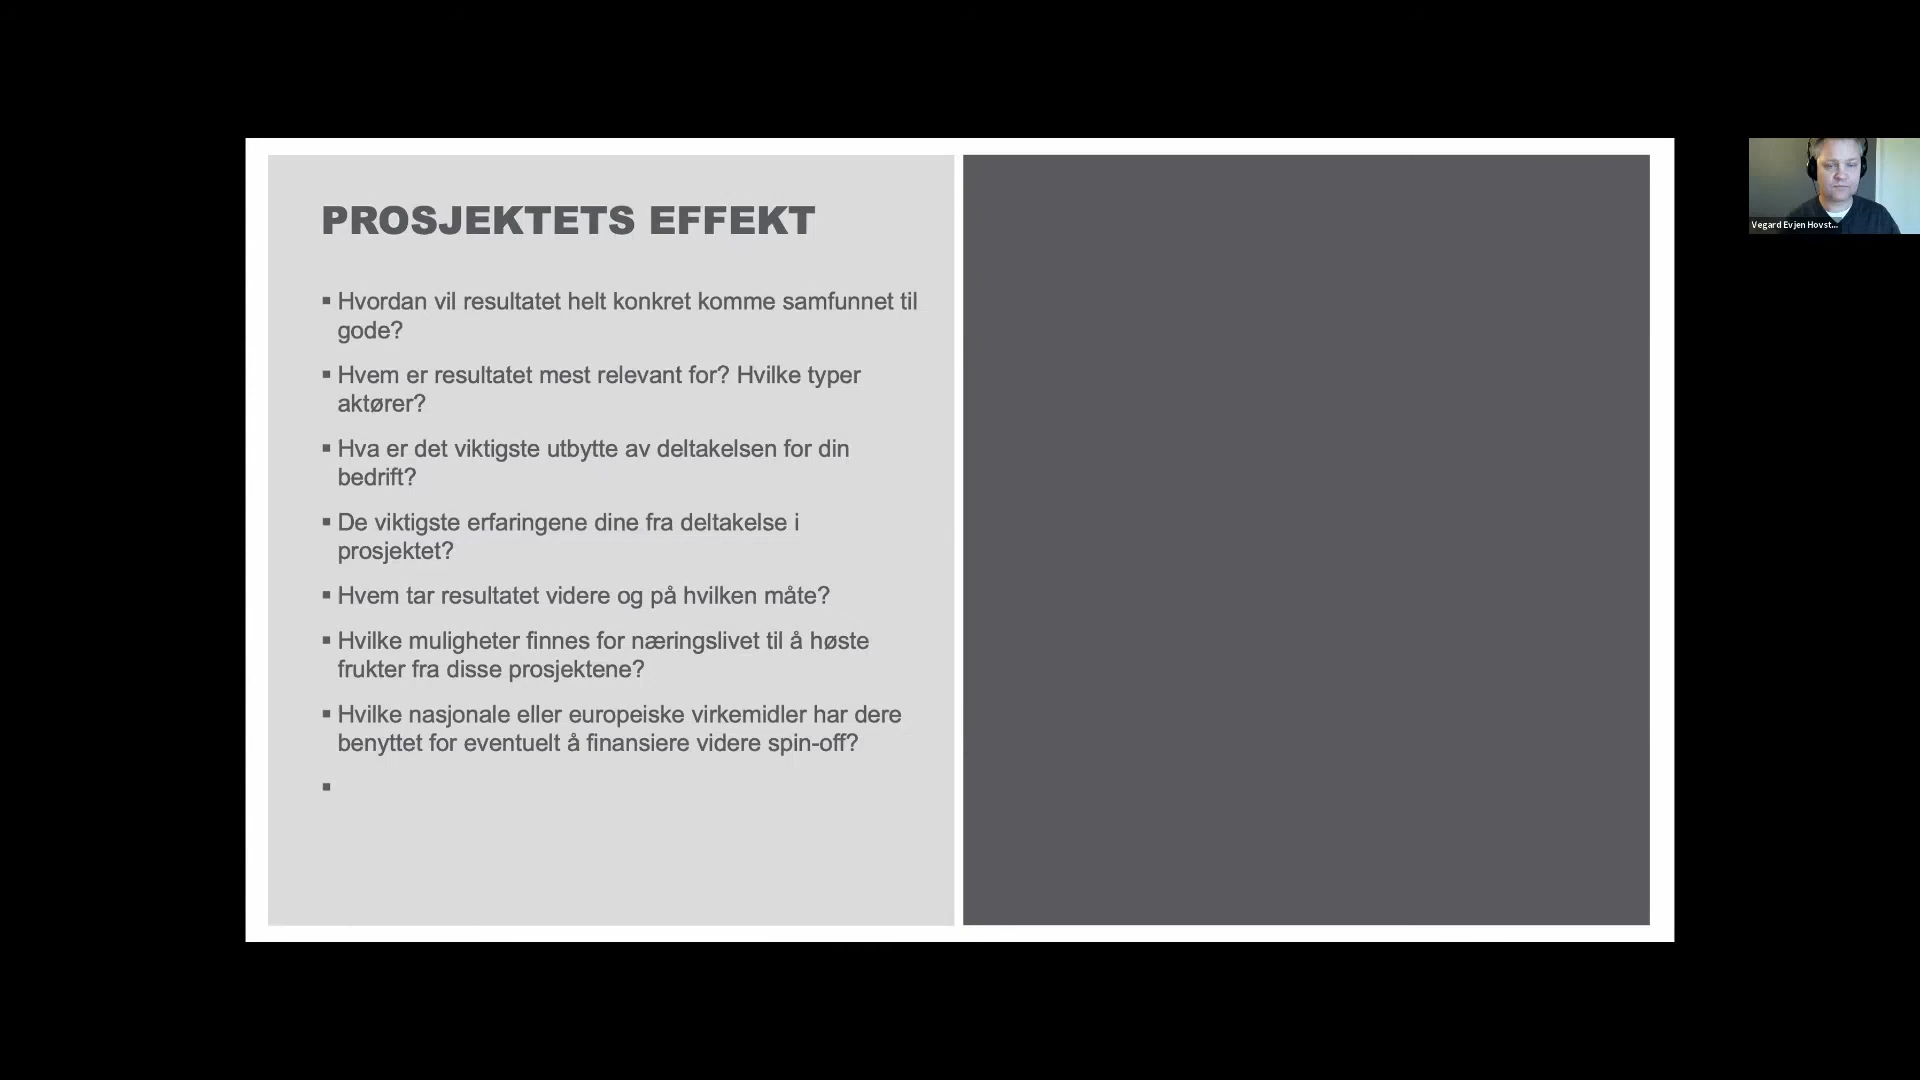 PROSJEKTETS EFFEKT
▪ Hvordan vil resultatet helt konkret komme samfunnet til
gode?
▪ Hvem er resultatet mest relevant for? Hvilke typer
aktører?
▪ Hva er det viktigste utbytte av deltakelsen for din
bedrift?
▪ De viktigste erfaringene dine fra deltakelse i
prosjektet?
▪ Hvem tar resultatet videre og på hvilken måte?
▪ Hvilke muligheter finnes for næringslivet til å høste
frukter fra disse prosjektene?
▪ Hvilke nasjonale eller europeiske virkemidler har dere
benyttet for eventuelt å finansiere videre spin-off?
▪
Vegard Evjen Hovst...